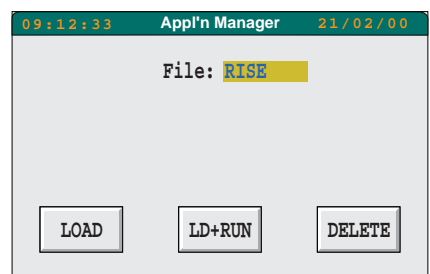 09:12:33 Appl'n Manager 21/02/00
File: RISE
LOAD LD+RUN DELETE